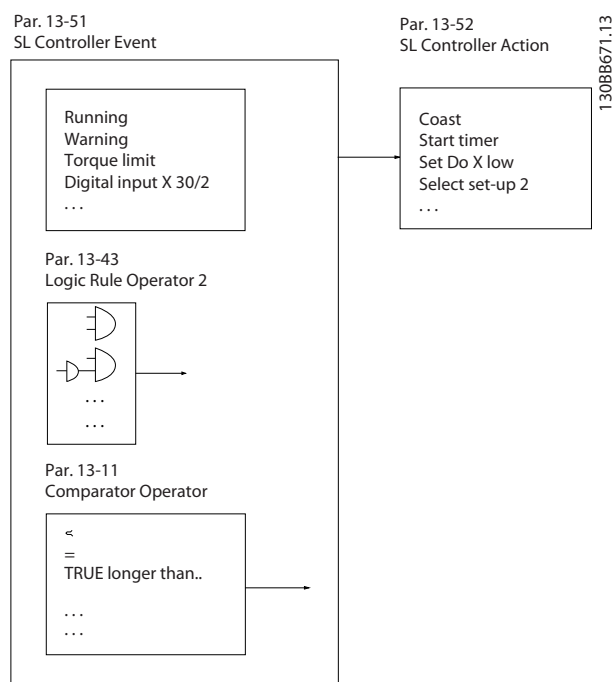 Par. 13-51
SL Controller Event
Running
Warning
Torque limit
Digital input X 30/2
. . .
Par. 13-43
Logic Rule Operator 2
. . .
. . .
Par. 13-11
Comparator Operator
<
=
TRUE longer than..
. . .
. . .
Par. 13-52
SL Controller Action
Coast
Start timer
Set Do X low
Select set-up 2
. . .
130BB671.13